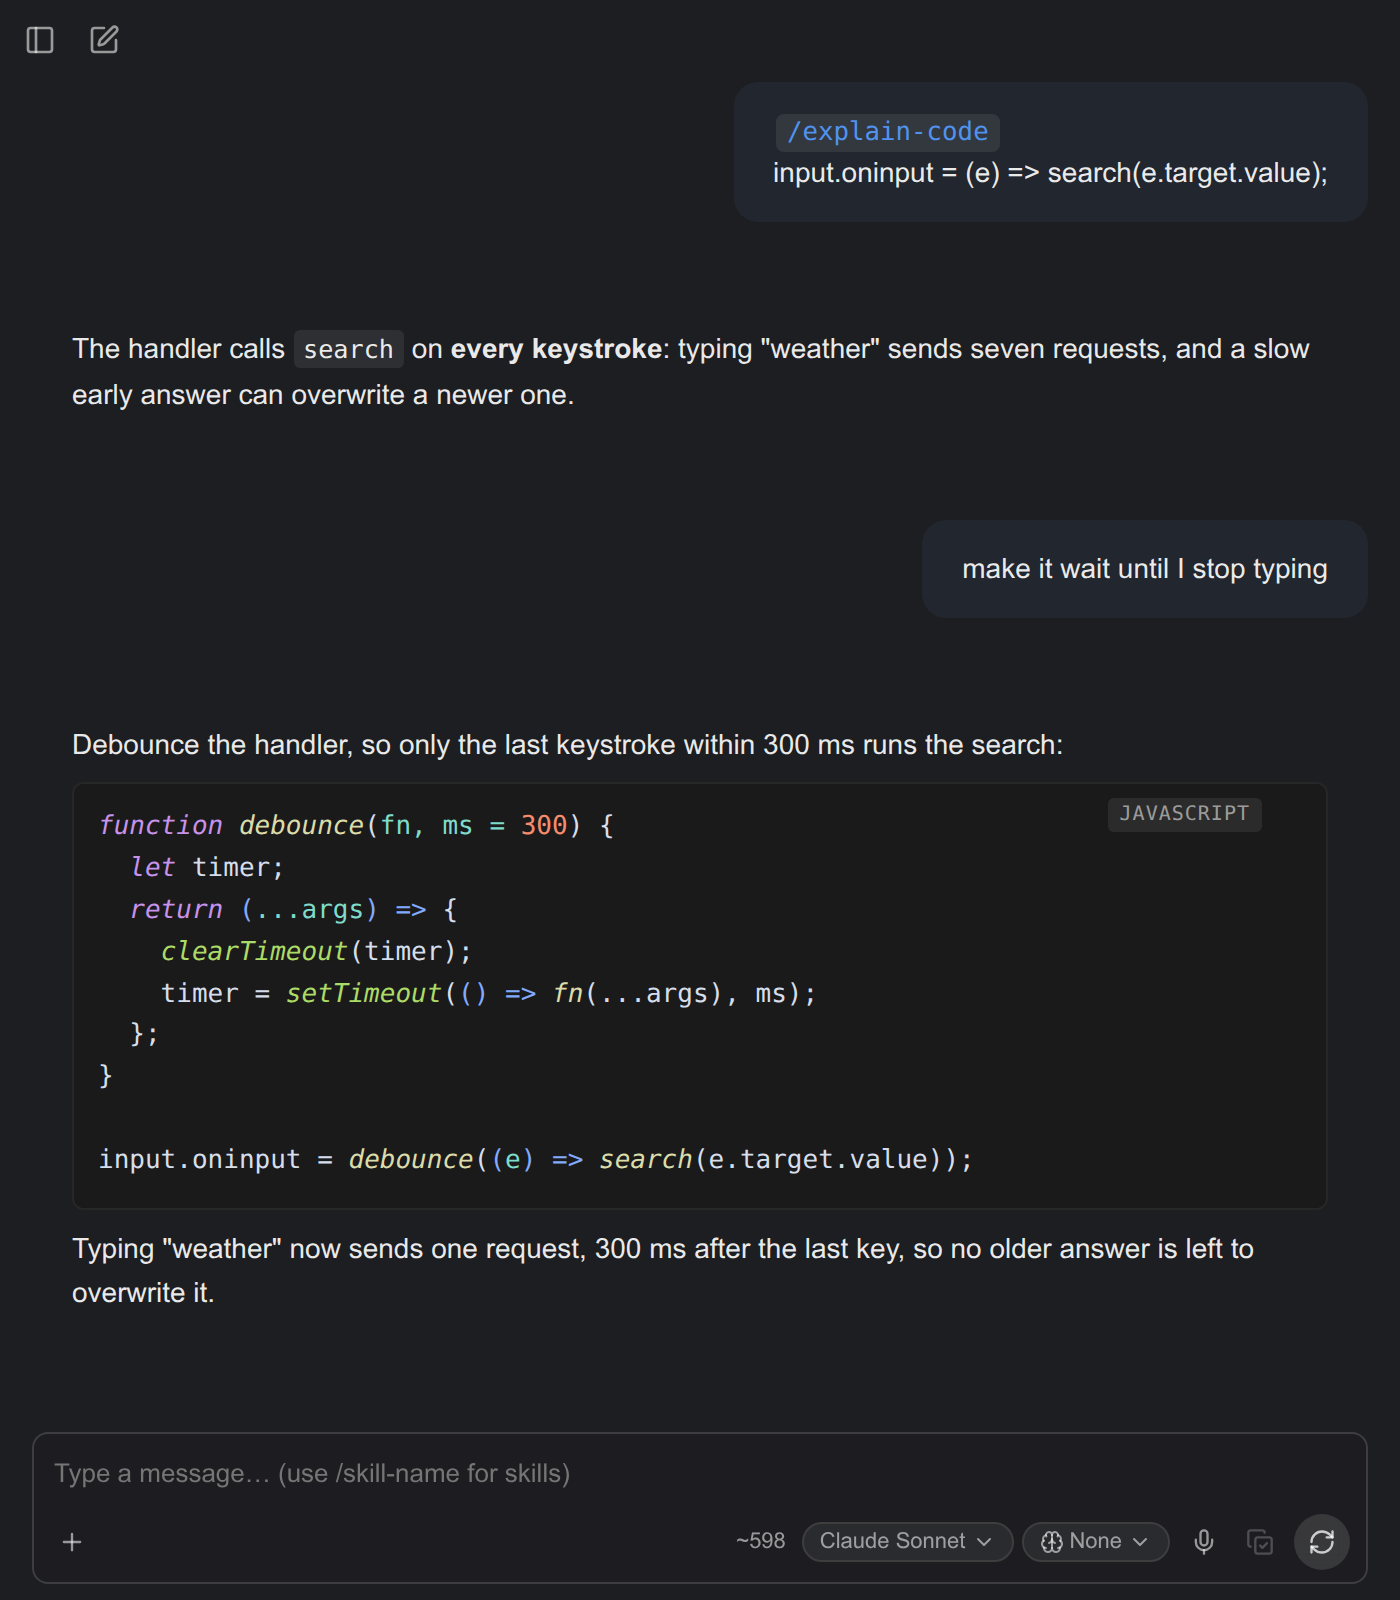 /explain-code
input.oninput = (e) => search(e.target.value);
The handler calls search on every keystroke: typing "weather" sends seven requests, and a slow
early answer can overwrite a newer one.
make it wait until I stop typing
Debounce the handler, so only the last keystroke within 300 ms runs the search:
JAVASCRIPT
function debounce(fn, ms = 300) {
  let timer;
  return (...args) => {
    clearTimeout(timer);
    timer = setTimeout(() => fn(...args), ms);
  };
}

input.oninput = debounce((e) => search(e.target.value));
Typing "weather" now sends one request, 300 ms after the last key, so no older answer is left to
overwrite it.
Type a message… (use /skill-name for skills)
~598 Claude Sonnet None